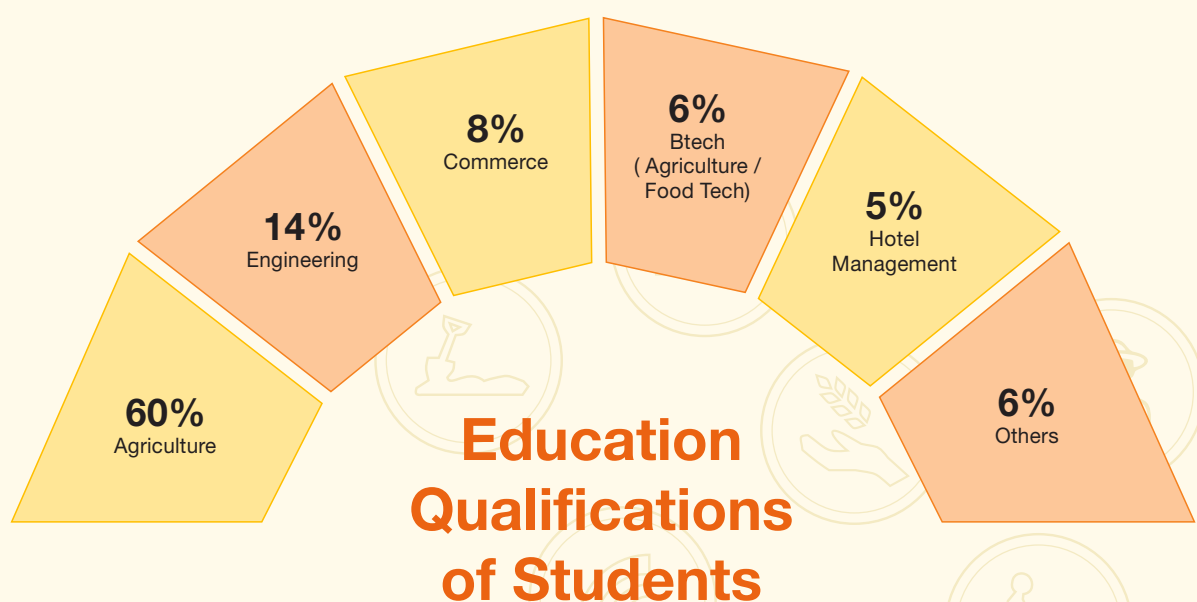 60%
Agriculture
14%
Engineering
8%
Commerce
6%
Btech
( Agriculture /
Food Tech)
5%
Hotel
Management
6%
Others
Education
Qualifications
of Students